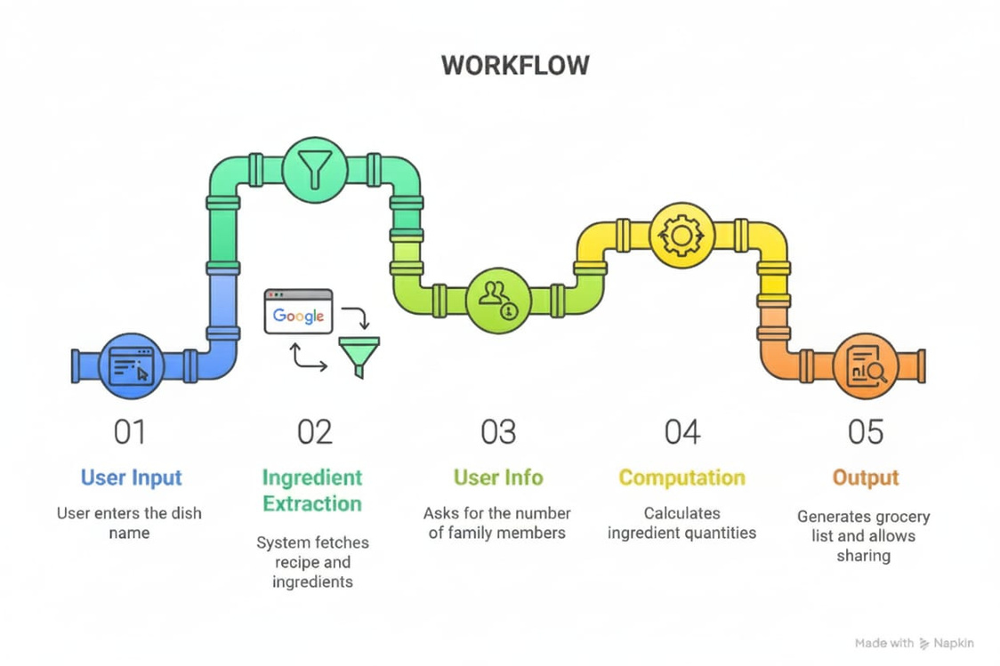 WORKFLOW
Google
01
User Input
User enters the dish
name
02
Ingredient
Extraction
System fetches
recipe and
ingredients
03
User Info
Asks for the number
of family members
04
Computation
Calculates
ingredient quantities
05
Output
Generates grocery
list and allows
sharing
Made with Napkin